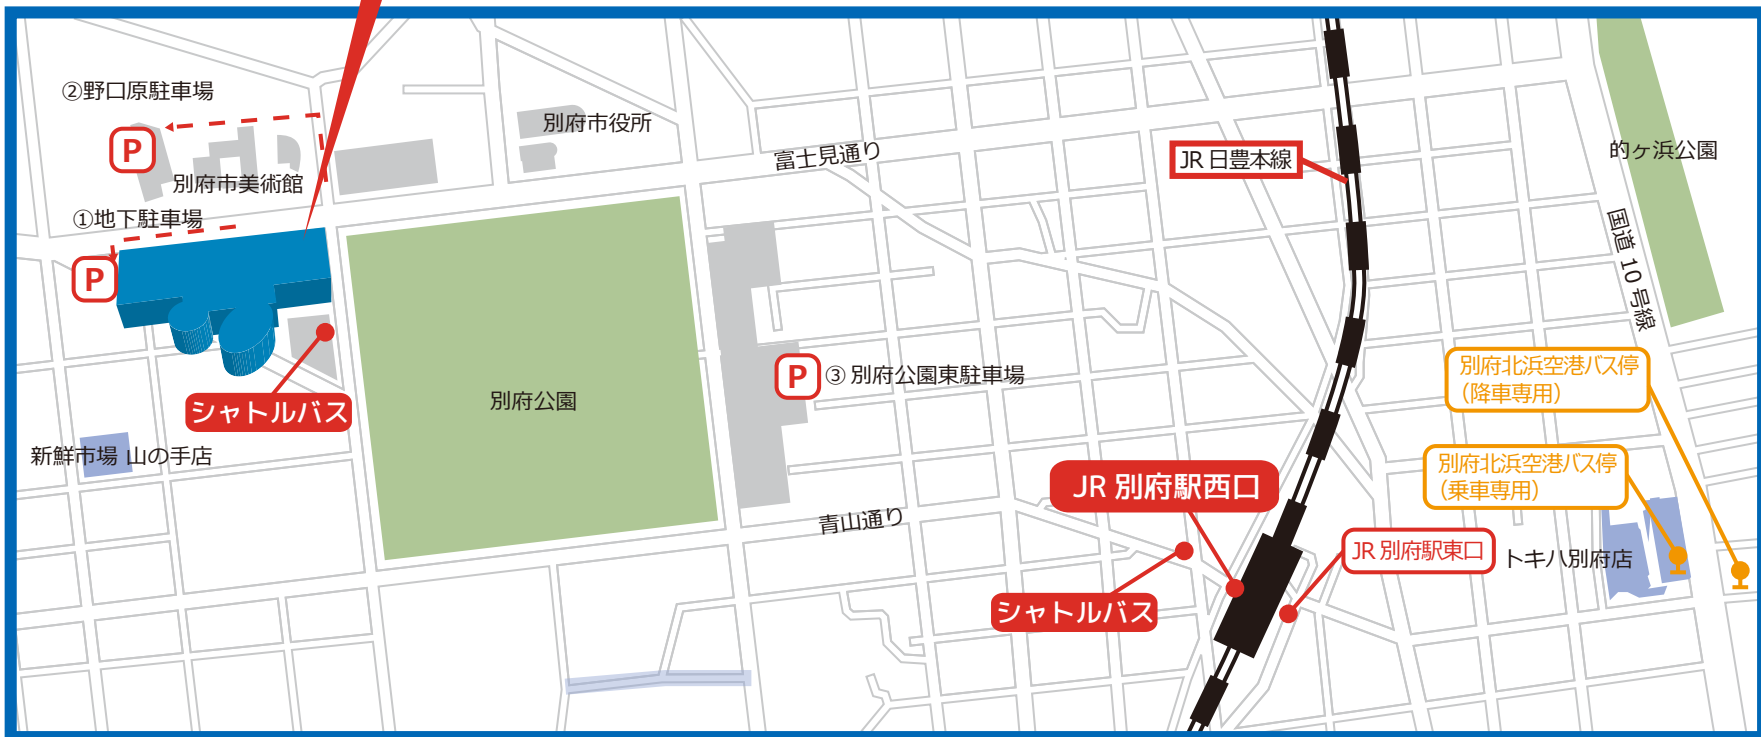 ②野口原駐車場
P
別府市役所
富士見通り
JR 日豊本線
的ヶ浜公園
別府市美術館
①地下駐車場
P
国道 10 号線
シャトルバス
別府公園
P
③ 別府公園東駐車場
別府北浜空港バス停
（降車専用）
新鮮市場 山の手店
別府北浜空港バス停
（乗車専用）
JR 別府駅西口
青山通り
JR 別府駅東口
トキハ別府店
シャトルバス